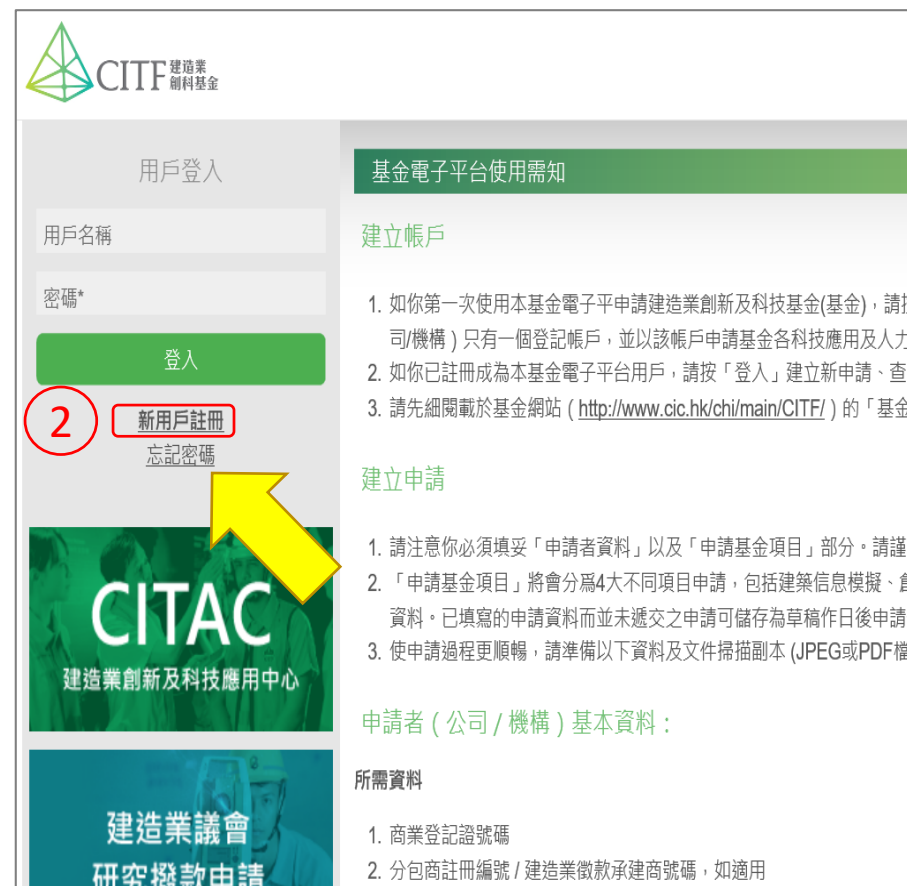 CITF 建造業
創科基金
用戶登入
用戶名稱
密碼*
登入
2
新用戶註冊
忘記密碼
CITAC
建造業創新及科技應用中心
建造業議會
研究撥款申請
基金電子平台使用需知
建立帳戶
1. 如你第一次使用本基金電子平申請建造業創新及科技基金(基金)，請
司/機構 ) 只有一個登記帳戶，並以該帳戶申請基金各科技應用及人力
2. 如你已註冊成為本基金電子平台用戶，請按「登入」建立新申請、查
3. 請先細閱載於基金網站 ( http://www.cic.hk/chi/main/CITF/ ) 的「基金
建立申請
1. 請注意你必須填妥「申請者資料」以及「申請基金項目」部分。請謹
2. 「申請基金項目」將會分爲4大不同項目申請，包括建築信息模擬、
資料。已填寫的申請資料而並未遞交之申請可儲存為草稿作日後申請
3. 使申請過程更順暢，請準備以下資料及文件掃描副本 (JPEG或PDF檔
申請者 ( 公司 / 機構 ) 基本資料：
所需資料
1. 商業登記證號碼
2. 分包商註冊編號 / 建造業徵款承建商號碼，如適用